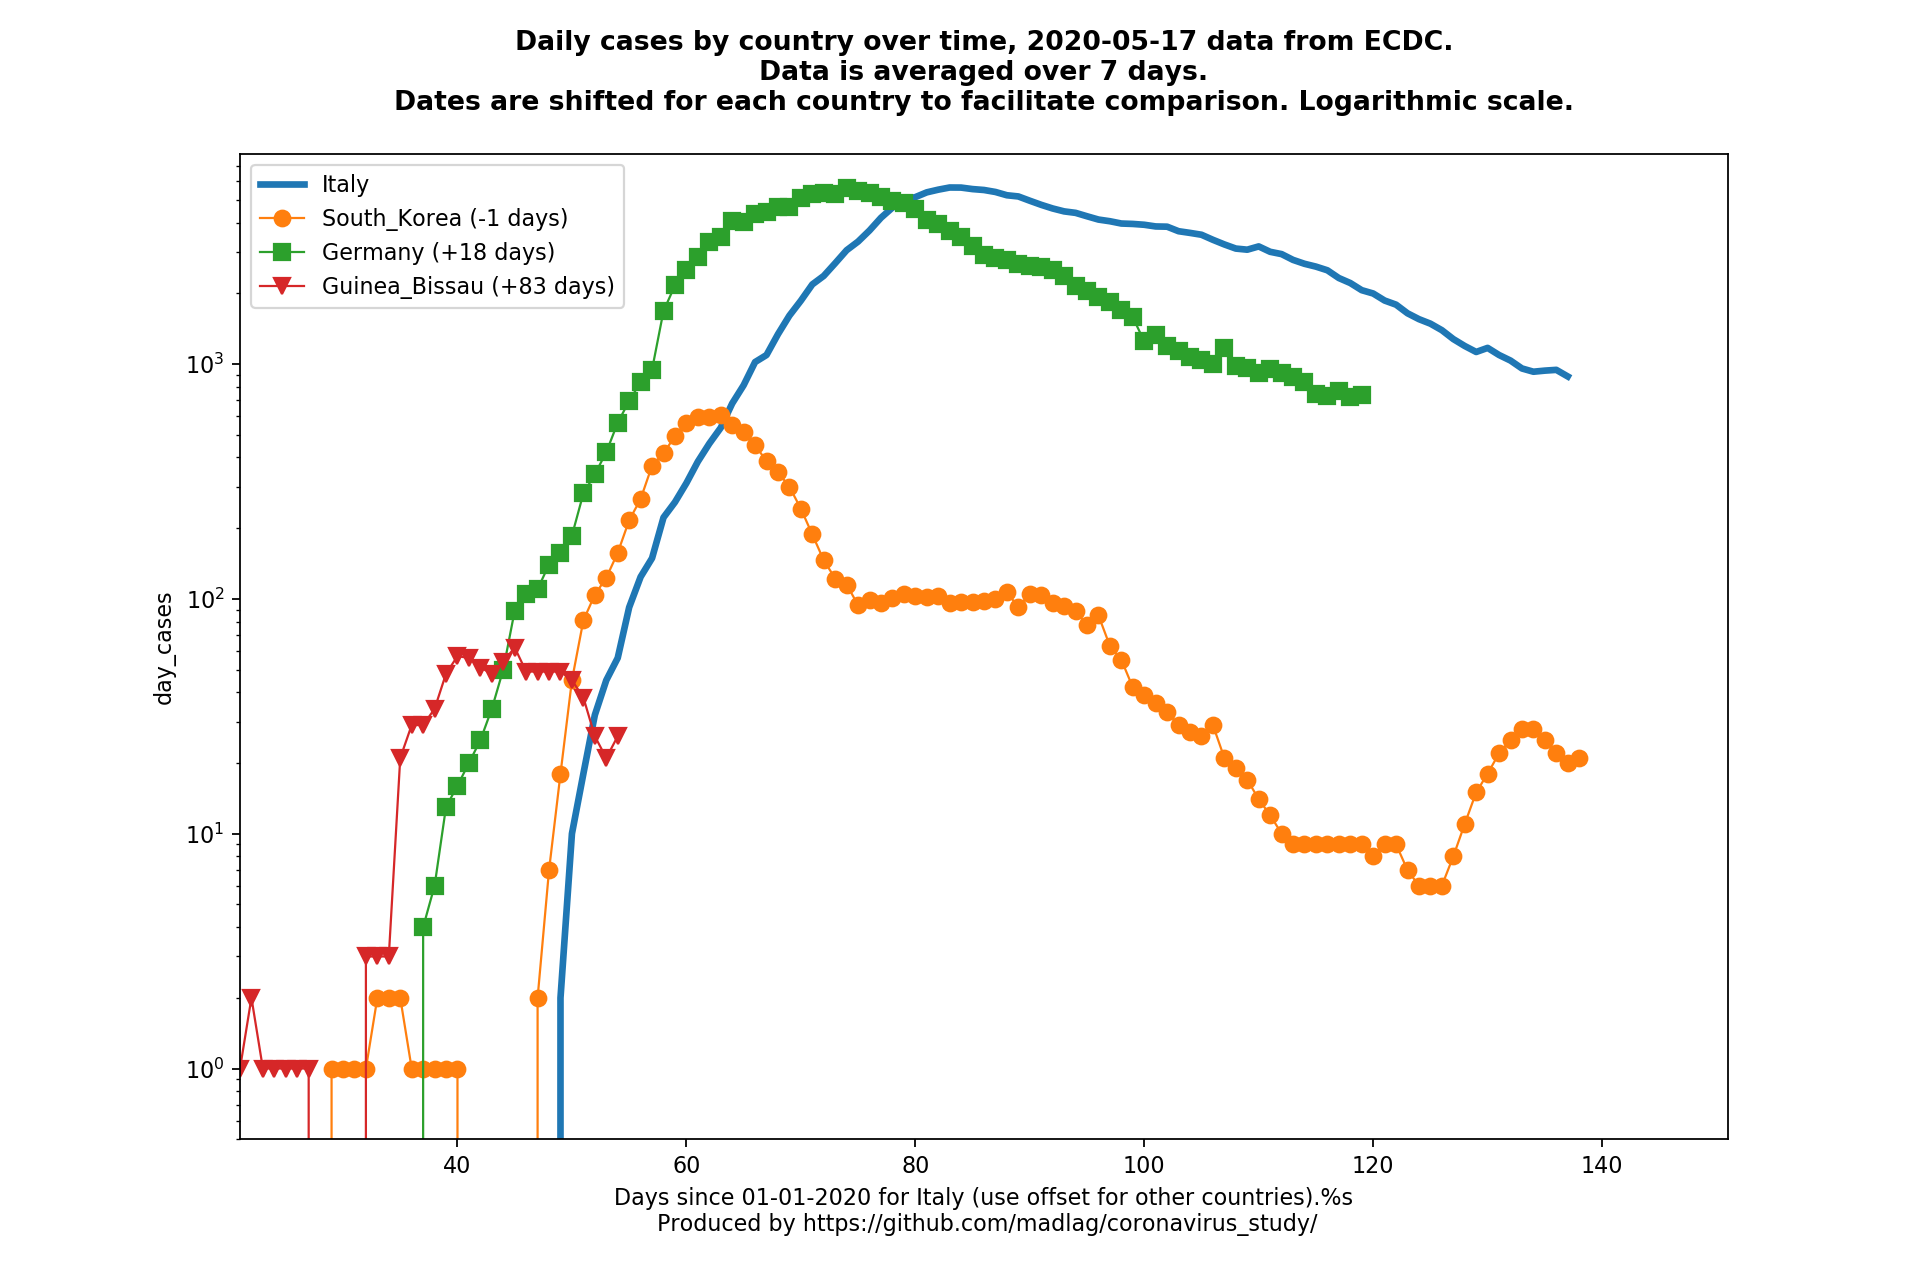 Daily cases by country over time, 2020-05-17 data from ECDC.
Data is averaged over 7 days.
Dates are shifted for each country to facilitate comparison. Logarithmic scale.
Italy
South_Korea (-1 days)
Germany (+18 days)
Guinea_Bissau (+83 days)
day_cases
10³
10²
10¹
10⁰
40 60 80 100 120 140
Days since 01-01-2020 for Italy (use offset for other countries).%s
Produced by https://github.com/madlag/coronavirus_study/